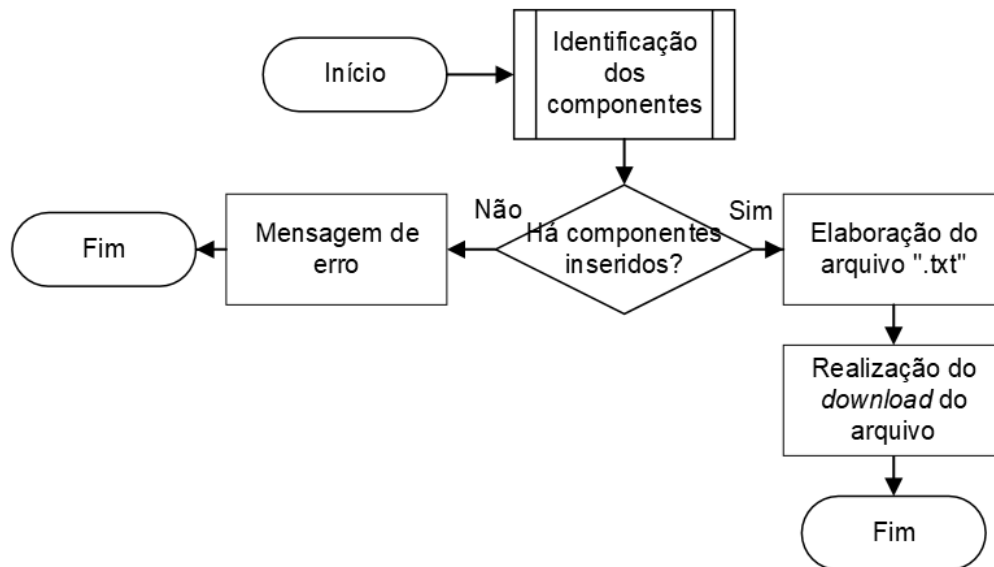 Início
Identificação
dos
componentes
Fim
Mensagem de
erro
Não
Há componentes
inseridos?
Sim
Elaboração do
arquivo ".txt"
Realização do
download do
arquivo
Fim